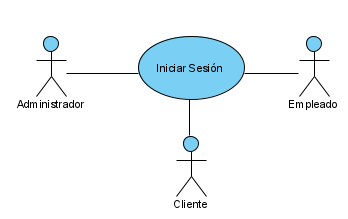 Iniciar Sesión
Administrador
Empleado
Cliente